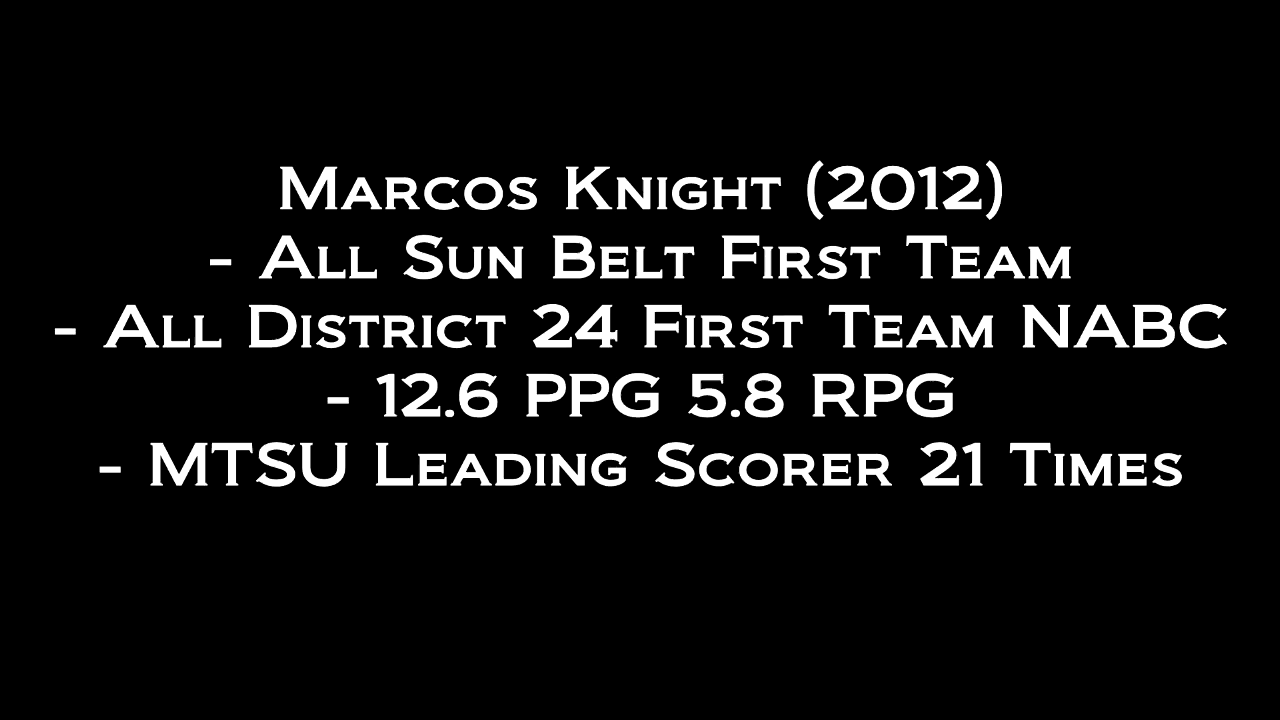 Marcos Knight (2012)
- All Sun Belt First Team
- All District 24 First Team NABC
- 12.6 PPG 5.8 RPG
- MTSU Leading Scorer 21 Times